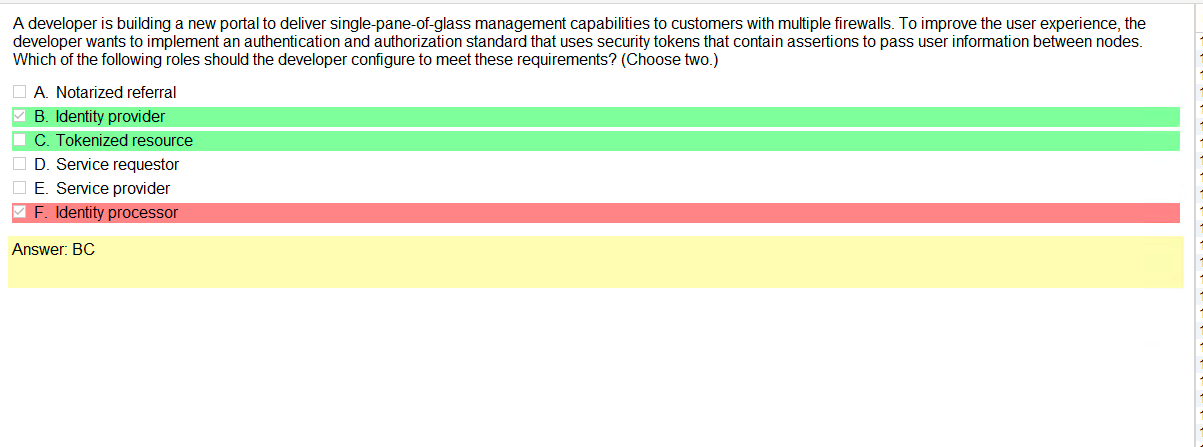 A developer is building a new portal to deliver single-pane-of-glass management capabilities to customers with multiple firewalls. To improve the user experience, the
developer wants to implement an authentication and authorization standard that uses security tokens that contain assertions to pass user information between nodes.
Which of the following roles should the developer configure to meet these requirements? (Choose two.)
A. Notarized referral
B. Identity provider
C. Tokenized resource
D. Service requestor
E. Service provider
F. Identity processor
Answer: BC